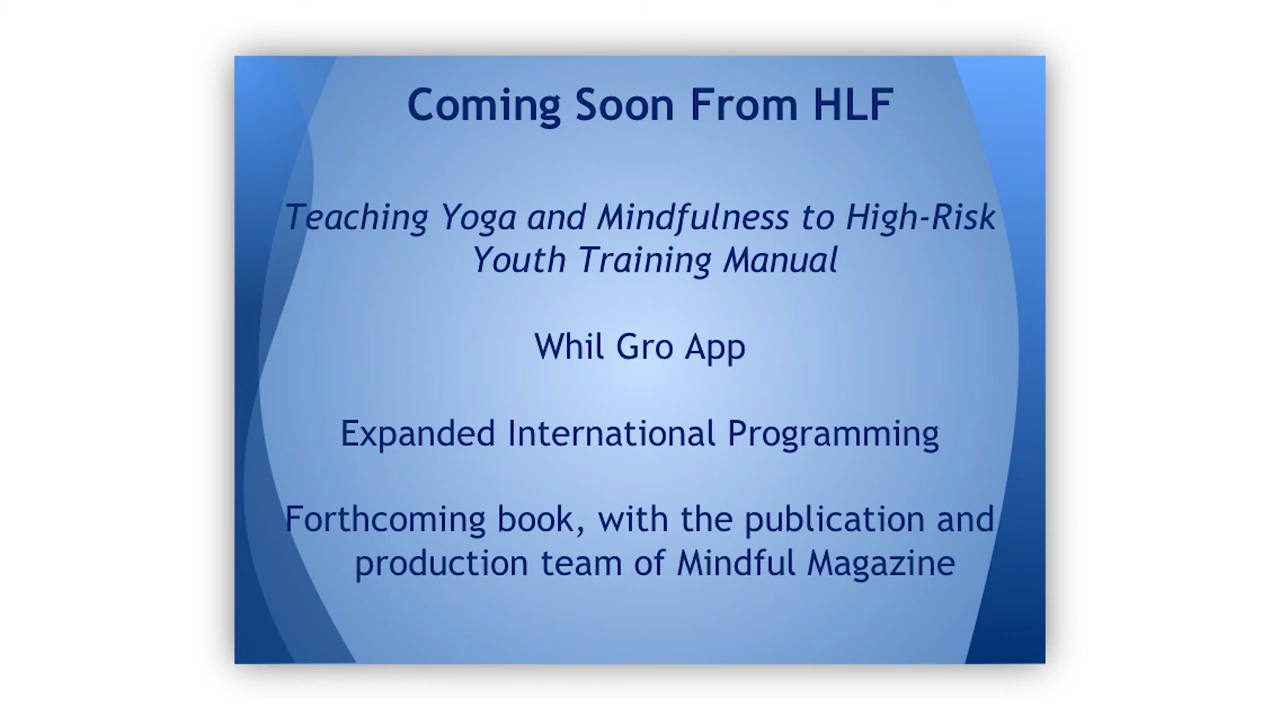 Coming Soon From HLF
Teaching Yoga and Mindfulness to High-Risk
Youth Training Manual
Whil Gro App
Expanded International Programming
Forthcoming book, with the publication and
production team of Mindful Magazine